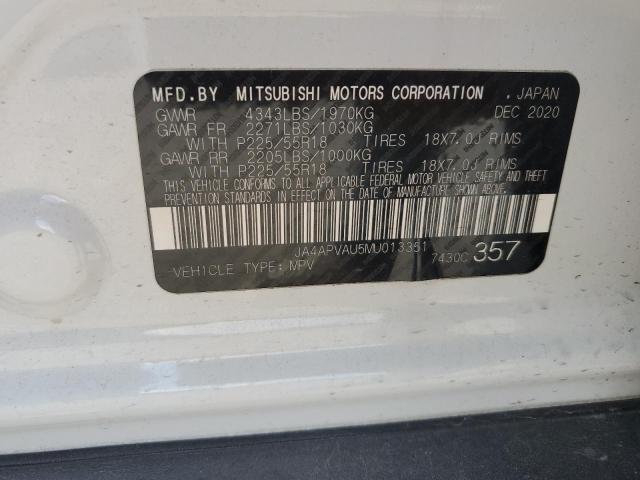 MFD.BY MITSUBISHI MOTORS CORPORATION , JAPAN
GVWR 4343LBS/1970KG DEC 2020
GAWR FR 2271LBS/1030KG
WITH P225/55R18 TIRES 18X7.0J RIMS
GAWR RR 2205LBS/1000KG
WITH P225/55R18 TIRES 18X7.0J RIMS
THIS VEHICLE CONFORMS TO ALL APPLICABLE FEDERAL MOTOR VEHICLE SAFETY AND THEFT
PREVENTION STANDARDS IN EFFECT ON THE DATE OF MANUFACTURE SHOWN ABOVE.
JA4APVAU5MU013351
7430C 357
VEHICLE TYPE: MPV